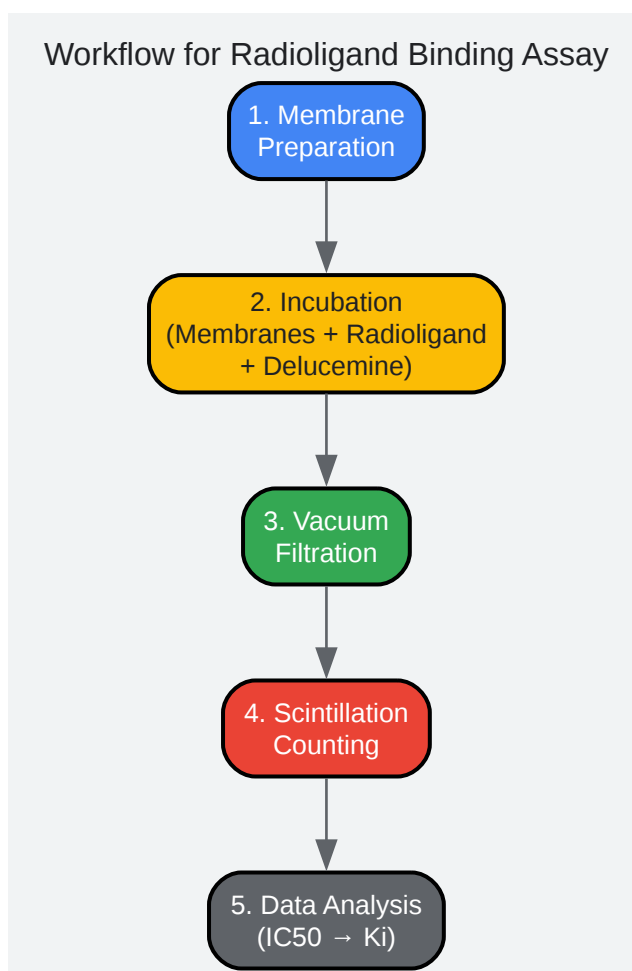 Workflow for Radioligand Binding Assay
1. Membrane
Preparation
2. Incubation
(Membranes + Radioligand
+ Delucemine)
3. Vacuum
Filtration
4. Scintillation
Counting
5. Data Analysis
(IC50 → Ki)